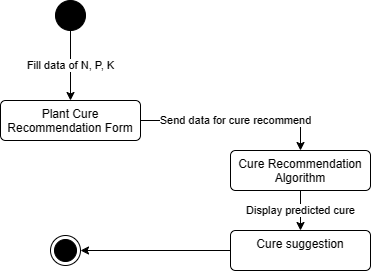 Fill data of N, P, K
Plant Cure
Recommendation Form
Send data for cure recommend
Cure Recommendation
Algorithm
Display predicted cure
Cure suggestion